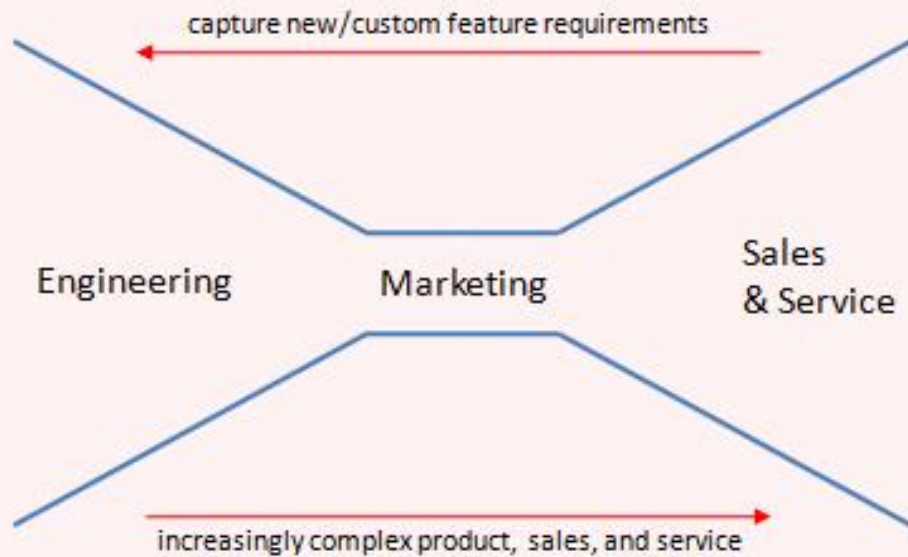 capture new/custom feature requirements
Engineering
Marketing
Sales
& Service
increasingly complex product, sales, and service